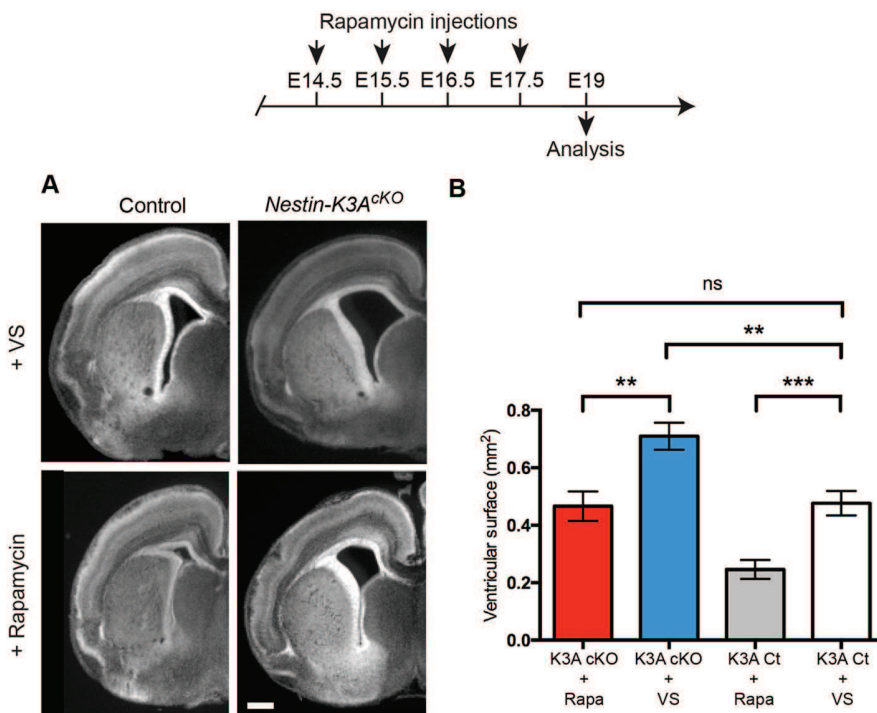 Rapamycin injections
E14.5 E15.5 E16.5 E17.5 E19
Analysis
A
Control Nestin-K3AcKO
+ VS
+ Rapamycin
B
ns
**
** ***
Ventricular surface (mm²)
0.8
0.6
0.4
0.2
0.0
K3A cKO K3A cKO K3A Ct K3A Ct
+ + + +
Rapa VS Rapa VS